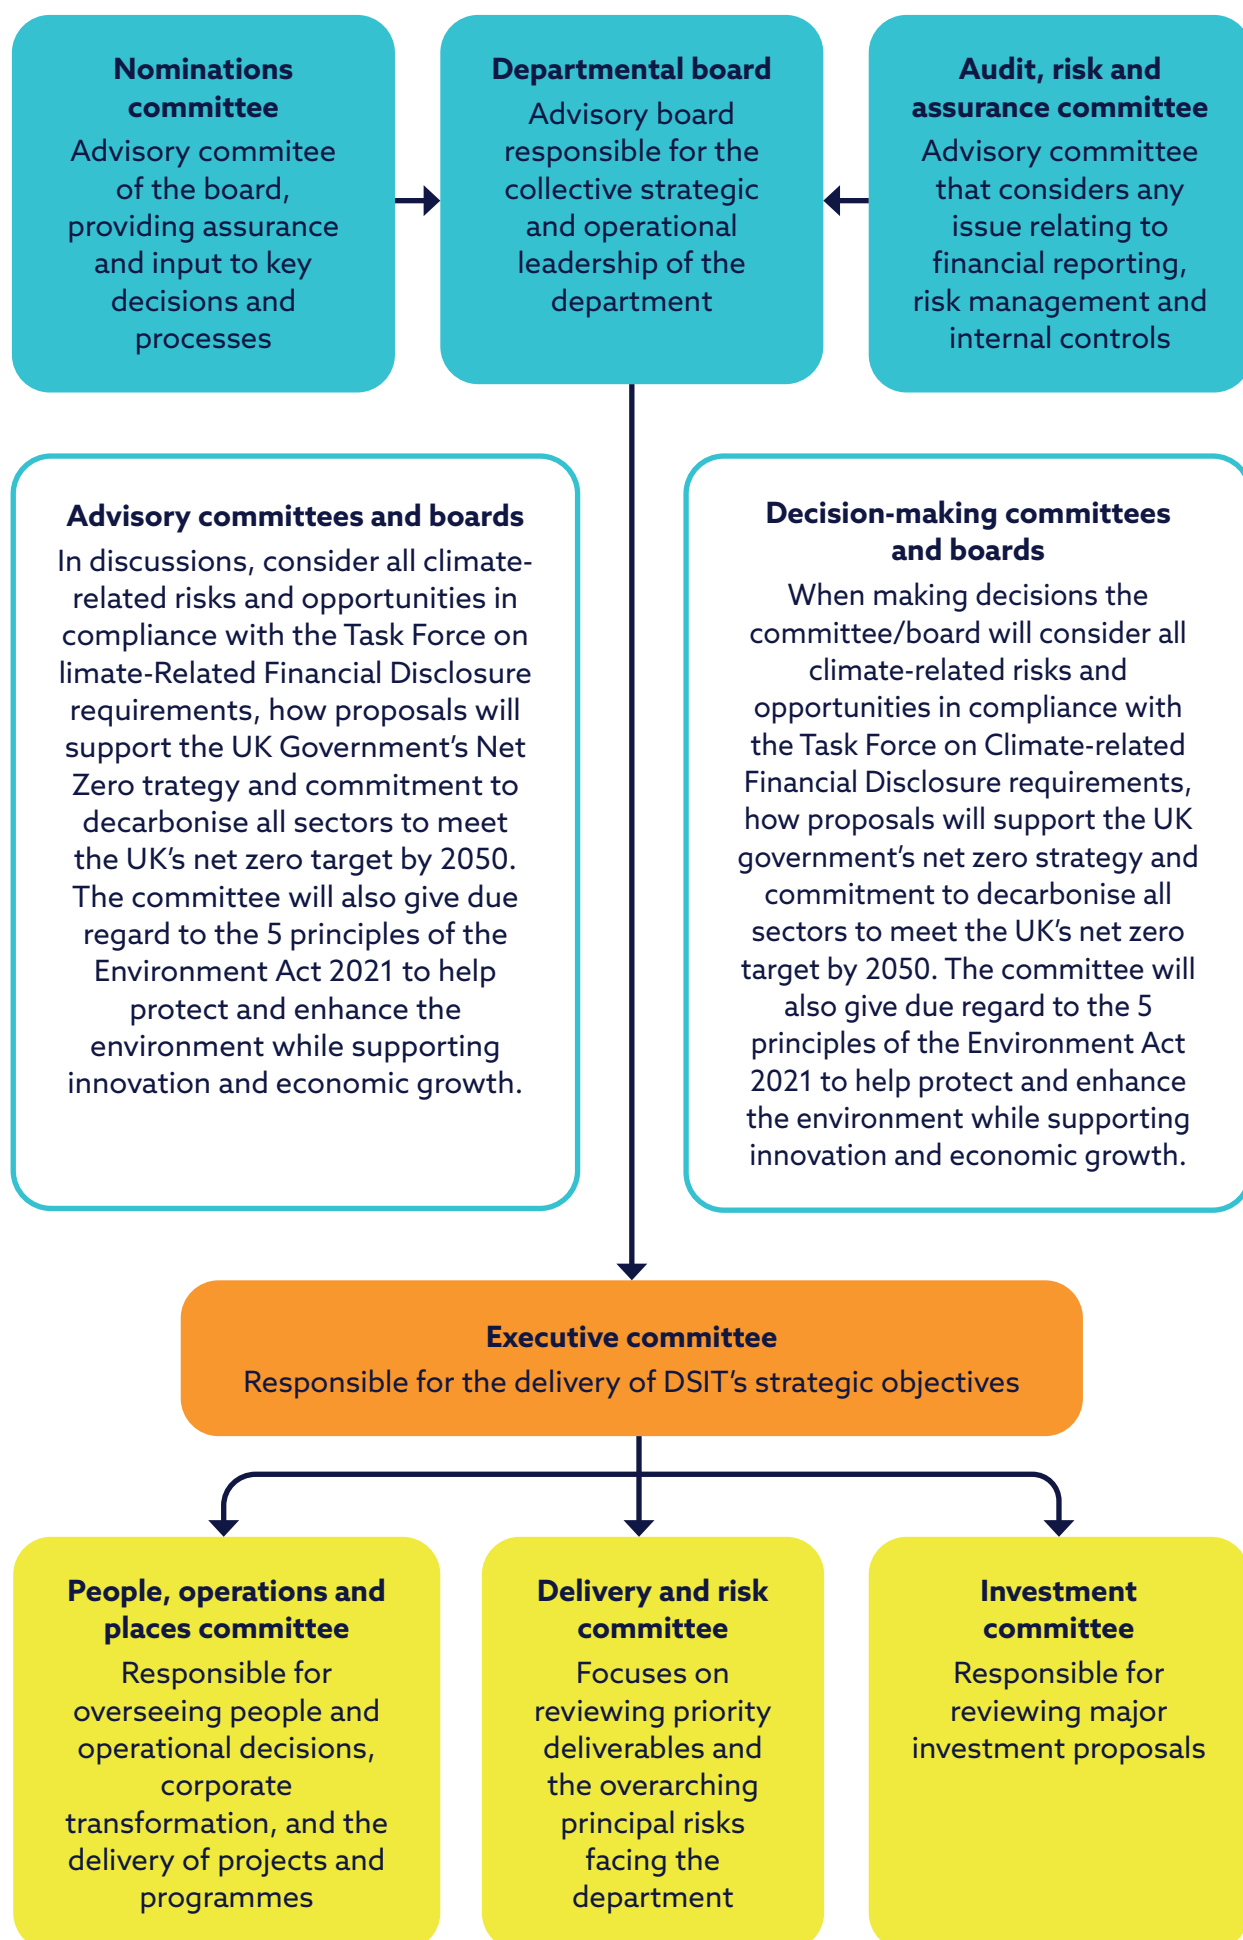 Nominations
committee
Advisory commitee
of the board,
providing assurance
and input to key
decisions and
processes
Departmental board
Advisory board
responsible for the
collective strategic
and operational
leadership of the
department
Audit, risk and
assurance committee
Advisory committee
that considers any
issue relating to
financial reporting,
risk management and
internal controls
Advisory committees and boards
In discussions, consider all climate-
related risks and opportunities in
compliance with the Task Force on
limate-Related Financial Disclosure
requirements, how proposals will
support the UK Government's Net
Zero trategy and commitment to
decarbonise all sectors to meet
the UK's net zero target by 2050.
The committee will also give due
regard to the 5 principles of the
Environment Act 2021 to help
protect and enhance the
environment while supporting
innovation and economic growth.
Decision-making committees
and boards
When making decisions the
committee/board will consider all
climate-related risks and
opportunities in compliance with
the Task Force on Climate-related
Financial Disclosure requirements,
how proposals will support the UK
government's net zero strategy and
commitment to decarbonise all
sectors to meet the UK's net zero
target by 2050. The committee will
also give due regard to the 5
principles of the Environment Act
2021 to help protect and enhance
the environment while supporting
innovation and economic growth.
Executive committee
Responsible for the delivery of DSIT's strategic objectives
People, operations and
places committee
Responsible for
overseeing people and
operational decisions,
corporate
transformation, and the
delivery of projects and
programmes
Delivery and risk
committee
Focuses on
reviewing priority
deliverables and
the overarching
principal risks
facing the
department
Investment
committee
Responsible for
reviewing major
investment proposals